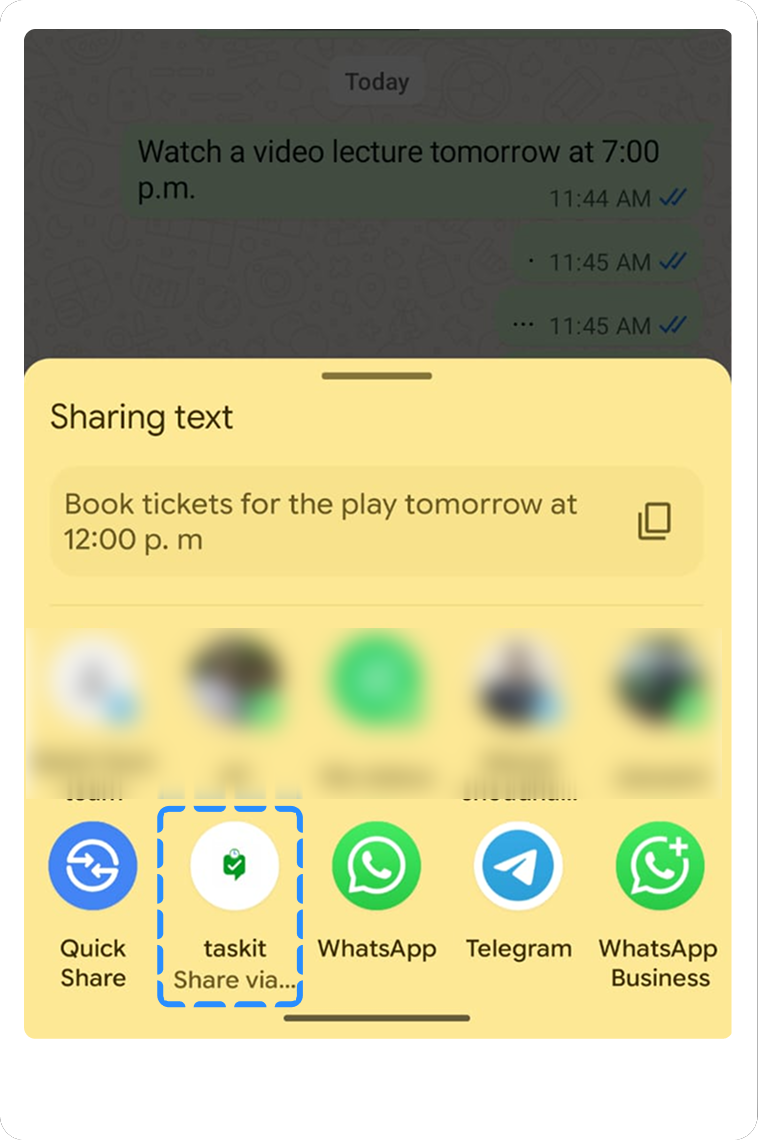 Today
Watch a video lecture tomorrow at 7:00
p.m.
11:44 AM
· 11:45 AM
... 11:45 AM
Sharing text
Book tickets for the play tomorrow at
12:00 p. m
Quick
Share
taskit
Share via...
WhatsApp
Telegram
WhatsApp
Business